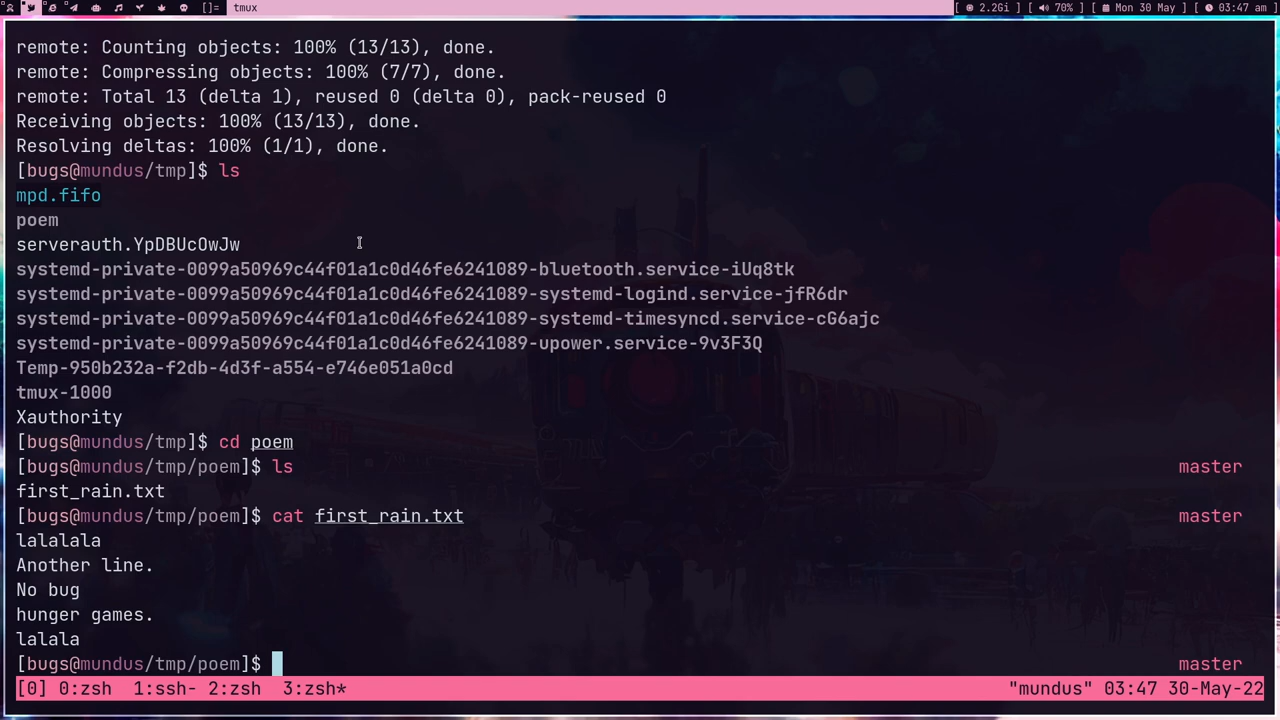 []= tmux [ 2.2Gi ] [ 70% ] [ Mon 30 May ] [ 03:47 am ]
remote: Counting objects: 100% (13/13), done.
remote: Compressing objects: 100% (7/7), done.
remote: Total 13 (delta 1), reused 0 (delta 0), pack-reused 0
Receiving objects: 100% (13/13), done.
Resolving deltas: 100% (1/1), done.
[bugs@mundus/tmp]$ ls
mpd.fifo
poem
serverauth.YpDBUcOwJw
systemd-private-0099a50969c44f01a1c0d46fe6241089-bluetooth.service-iUq8tk
systemd-private-0099a50969c44f01a1c0d46fe6241089-systemd-logind.service-jfR6dr
systemd-private-0099a50969c44f01a1c0d46fe6241089-systemd-timesyncd.service-cG6ajc
systemd-private-0099a50969c44f01a1c0d46fe6241089-upower.service-9v3F3Q
Temp-950b232a-f2db-4d3f-a554-e746e051a0cd
tmux-1000
Xauthority
[bugs@mundus/tmp]$ cd poem
[bugs@mundus/tmp/poem]$ ls master
first_rain.txt
[bugs@mundus/tmp/poem]$ cat first_rain.txt master
lalalala
Another line.
No bug
hunger games.
lalala
[bugs@mundus/tmp/poem]$ master
[0] 0:zsh 1:ssh- 2:zsh 3:zsh* "mundus" 03:47 30-May-22